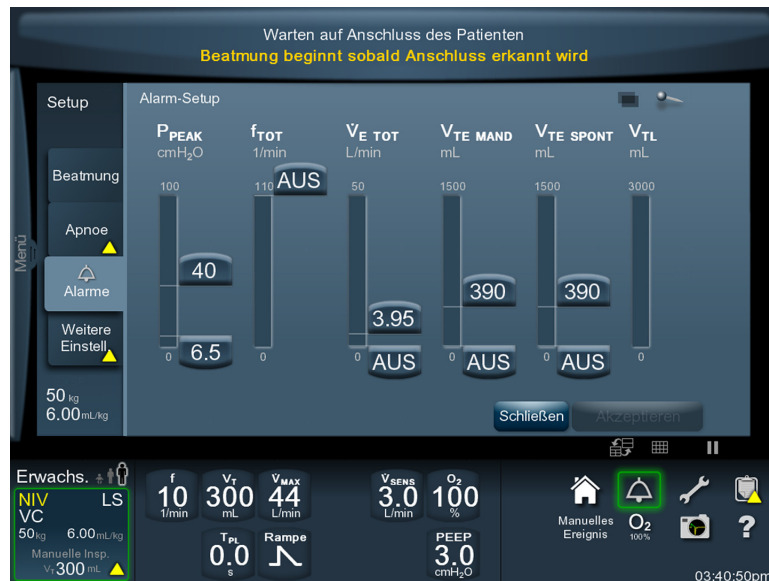 Warten auf Anschluss des Patienten
Beatmung beginnt sobald Anschluss erkannt wird
Menü
Setup
Beatmung
Apnoe
Alarme
Weitere
Einstell.
50 kg
6.00 mL/kg
Alarm-Setup
PPEAK fTOT V̇E TOT VTE MAND VTE SPONT VTL
cmH2O 1/min L/min mL mL mL
100 110 AUS 50 1500 1500 3000
40 390 390
3.95
0 6.5 0 0 AUS 0 AUS 0 AUS 0
Schließen Akzeptieren
Erwachs.
NIV LS
VC
50 kg 6.00 mL/kg
Manuelle Insp.
VT 300 mL
f VT V̇MAX V̇SENS O2
10 300 44 3.0 100
1/min mL L/min L/min %
TPL Rampe PEEP
0.0 3.0
s cmH2O
Manuelles
Ereignis
O2
100%
?
03:40:50pm